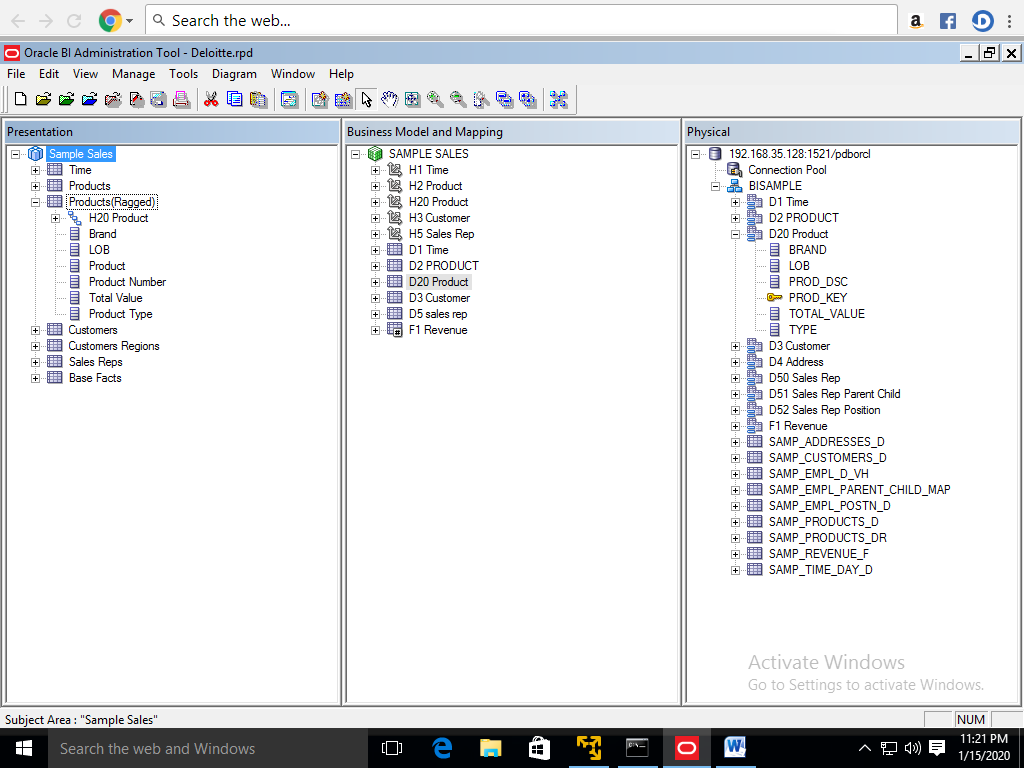 Search the web...
Oracle BI Administration Tool - Deloitte.rpd
File Edit View Manage Tools Diagram Window Help
Presentation
Sample Sales
Time
Products
Products(Ragged)
H20 Product
Brand
LOB
Product
Product Number
Total Value
Product Type
Customers
Customers Regions
Sales Reps
Base Facts
Business Model and Mapping
SAMPLE SALES
H1 Time
H2 Product
H20 Product
H3 Customer
H5 Sales Rep
D1 Time
D2 PRODUCT
D20 Product
D3 Customer
D5 sales rep
F1 Revenue
Physical
192.168.35.128:1521/pdborcl
Connection Pool
BISAMPLE
D1 Time
D2 PRODUCT
D20 Product
BRAND
LOB
PROD_DSC
PROD_KEY
TOTAL_VALUE
TYPE
D3 Customer
D4 Address
D50 Sales Rep
D51 Sales Rep Parent Child
D52 Sales Rep Position
F1 Revenue
SAMP_ADDRESSES_D
SAMP_CUSTOMERS_D
SAMP_EMPL_D_VH
SAMP_EMPL_PARENT_CHILD_MAP
SAMP_EMPL_POSTN_D
SAMP_PRODUCTS_D
SAMP_PRODUCTS_DR
SAMP_REVENUE_F
SAMP_TIME_DAY_D
Activate Windows
Go to Settings to activate Windows.
Subject Area : "Sample Sales"
NUM
Search the web and Windows
11:21 PM
1/15/2020